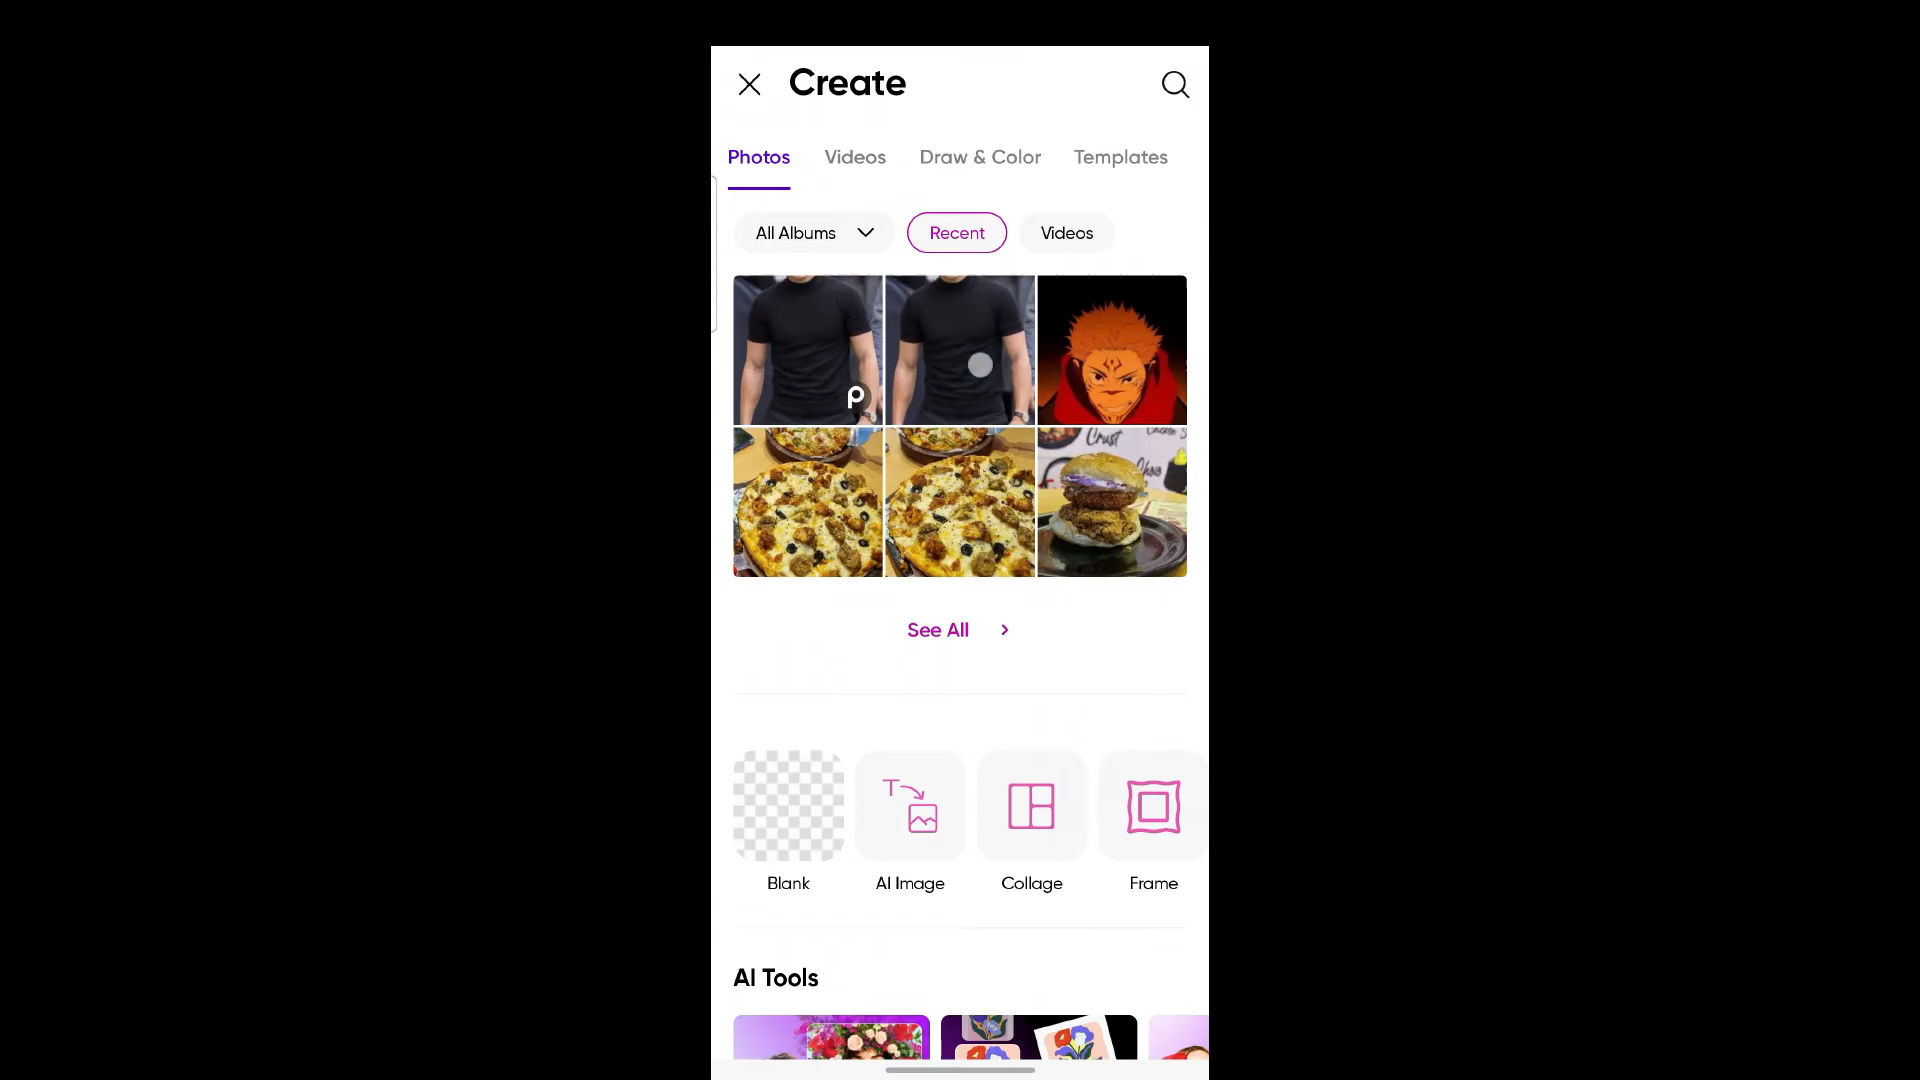 Create
Photos Videos Draw & Color Templates
All Albums Recent Videos
Crust
See All
Blank AI Image Collage Frame
AI Tools